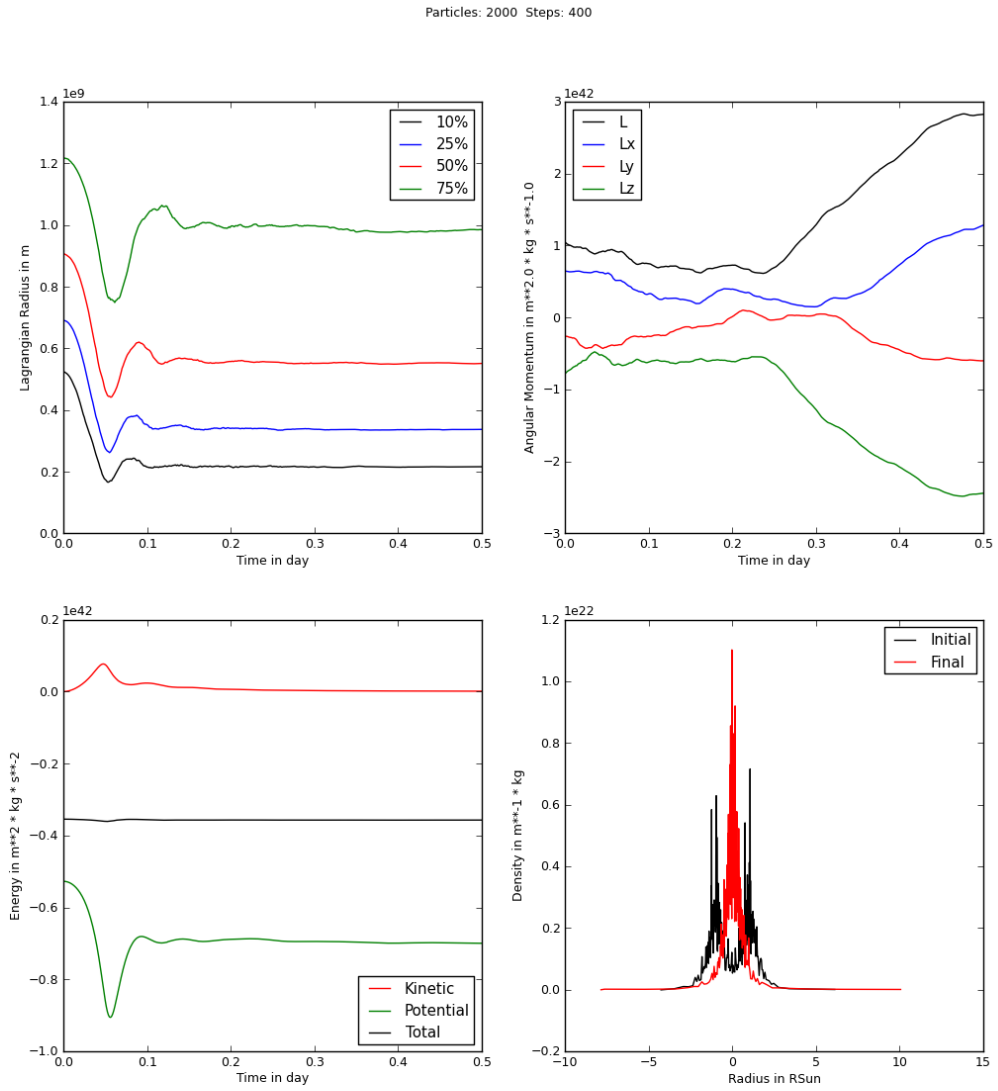 Particles: 2000 Steps: 400
1e9
1.4
1.2
1.0
0.8
0.6
0.4
0.2
0.0
Lagrangian Radius in m
10%
25%
50%
75%
0.0 0.1 0.2 0.3 0.4 0.5
Time in day
1e42
3
2
1
0
−1
−2
−3
Angular Momentum in m**2.0 * kg * s**-1.0
L
Lx
Ly
Lz
0.0 0.1 0.2 0.3 0.4 0.5
Time in day
1e42
0.2
0.0
−0.2
−0.4
−0.6
−0.8
−1.0
Energy in m**2 * kg * s**-2
Kinetic
Potential
Total
0.0 0.1 0.2 0.3 0.4 0.5
Time in day
1e22
1.2
1.0
0.8
0.6
0.4
0.2
0.0
−0.2
Density in m**-1 * kg
Initial
Final
−10 −5 0 5 10 15
Radius in RSun